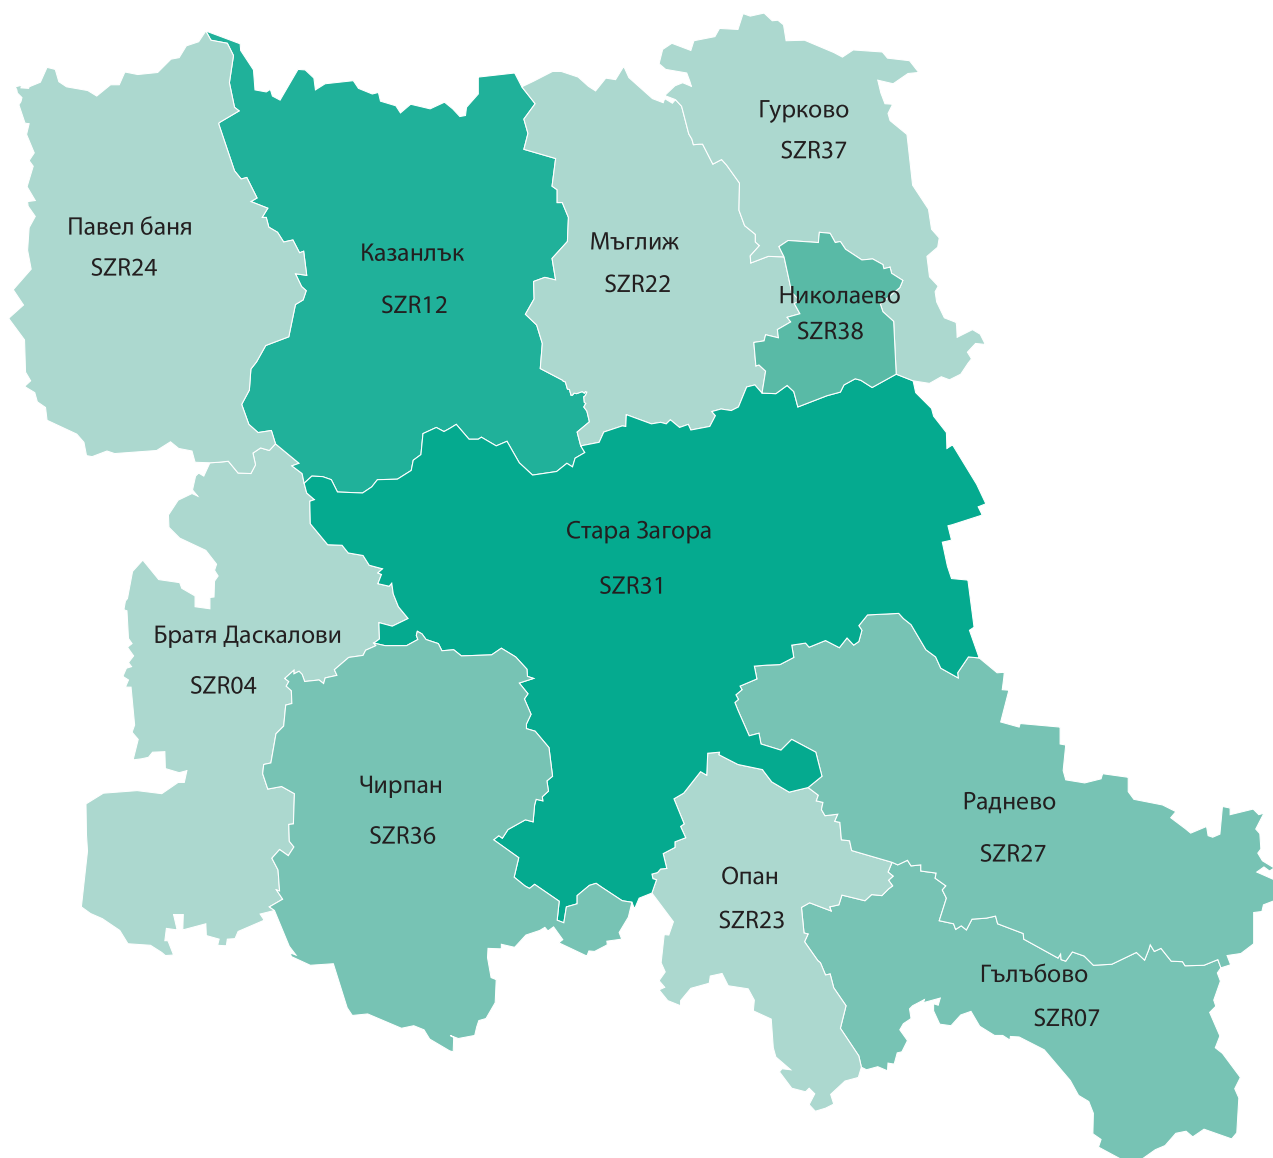 Гурково
SZR37
Павел баня
SZR24
Казанлък
SZR12
Мъглиж
SZR22
Николаево
SZR38
Стара Загора
SZR31
Братя Даскалови
SZR04
Чирпан
SZR36
Раднево
SZR27
Опан
SZR23
Гълъбово
SZR07